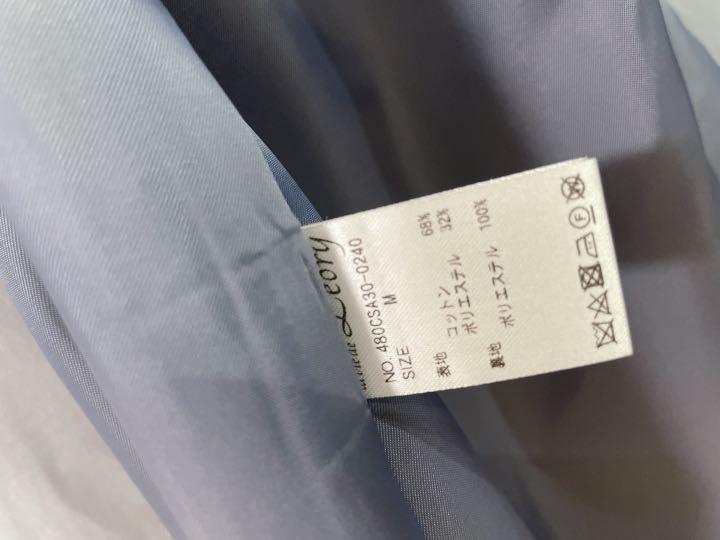 Leory
NO. 480CSA30-0240
SIZE M
表地 コットン 68%
ポリエステル 32%
裏地 ポリエステル 100%
F